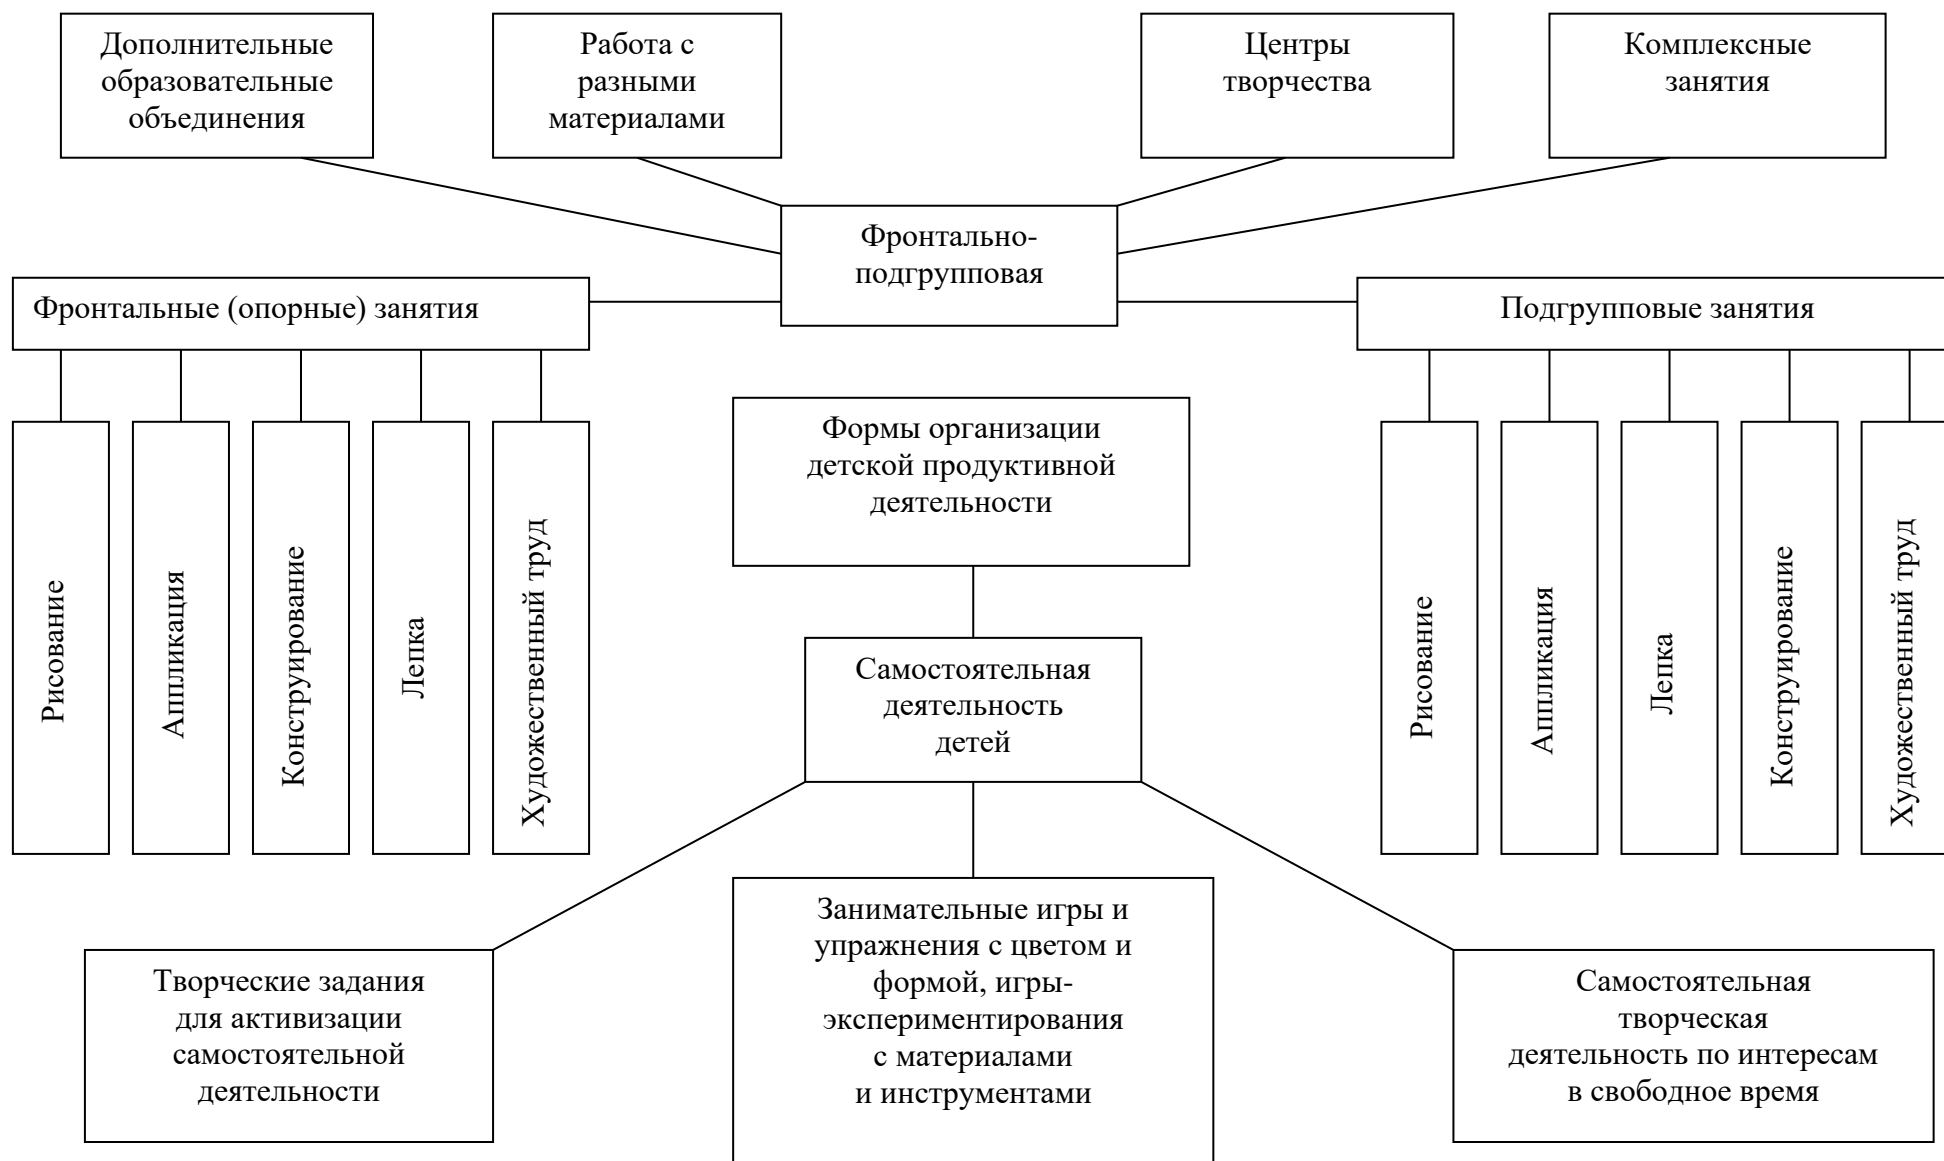 Дополнительные
образовательные
объединения
Работа с
разными
материалами
Центры
творчества
Комплексные
занятия
Фронтально-
подгрупповая
Фронтальные (опорные) занятия
Подгрупповые занятия
Рисование
Аппликация
Конструирование
Лепка
Художественный труд
Формы организации
детской продуктивной
деятельности
Рисование
Аппликация
Лепка
Конструирование
Художественный труд
Самостоятельная
деятельность
детей
Творческие задания
для активизации
самостоятельной
деятельности
Занимательные игры и
упражнения с цветом и
формой, игры-
экспериментирования
с материалами
и инструментами
Самостоятельная
творческая
деятельность по интересам
в свободное время